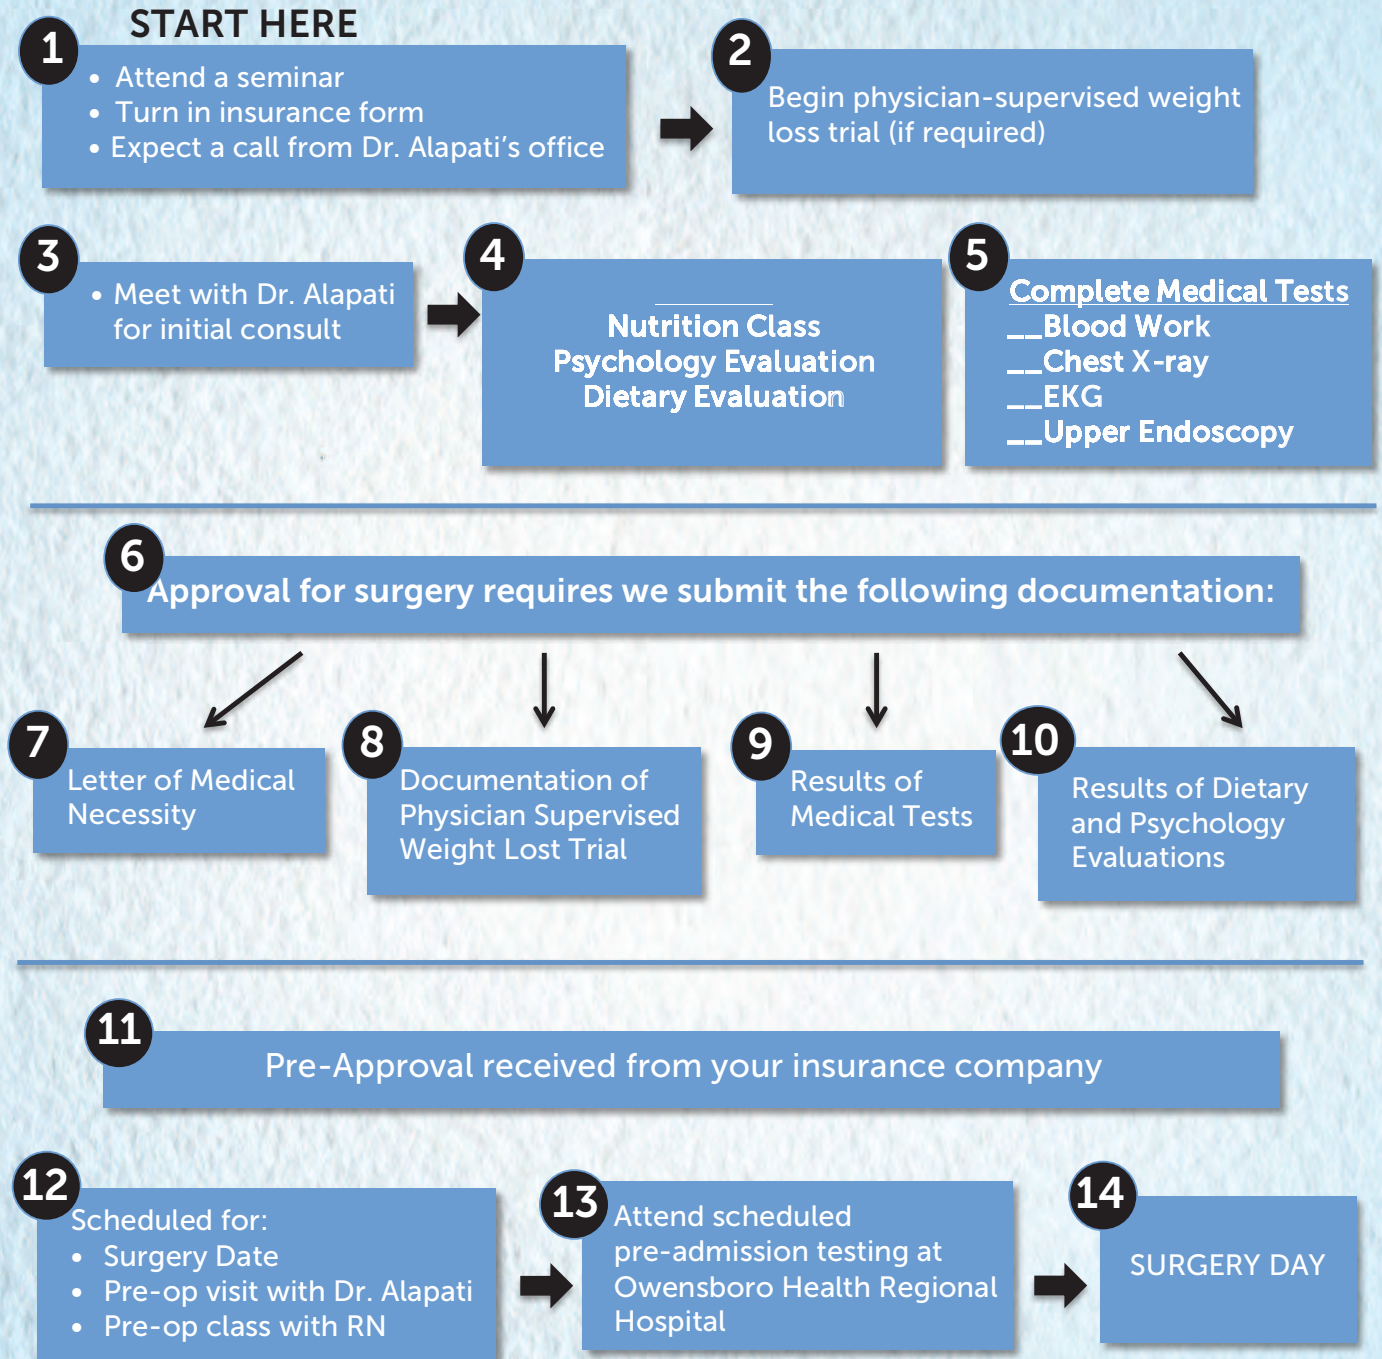 START HERE
1
• Attend a seminar
• Turn in insurance form
• Expect a call from Dr. Alapati's office
2
Begin physician-supervised weight
loss trial (if required)
3
• Meet with Dr. Alapati
for initial consult
4
Nutrition Class
Psychology Evaluation
Dietary Evaluation
5
Complete Medical Tests
__Blood Work
__Chest X-ray
__EKG
__Upper Endoscopy
6
Approval for surgery requires we submit the following documentation:
7
Letter of Medical
Necessity
8
Documentation of
Physician Supervised
Weight Lost Trial
9
Results of
Medical Tests
10
Results of Dietary
and Psychology
Evaluations
11
Pre-Approval received from your insurance company
12
Scheduled for:
• Surgery Date
• Pre-op visit with Dr. Alapati
• Pre-op class with RN
13
Attend scheduled
pre-admission testing at
Owensboro Health Regional
Hospital
14
SURGERY DAY